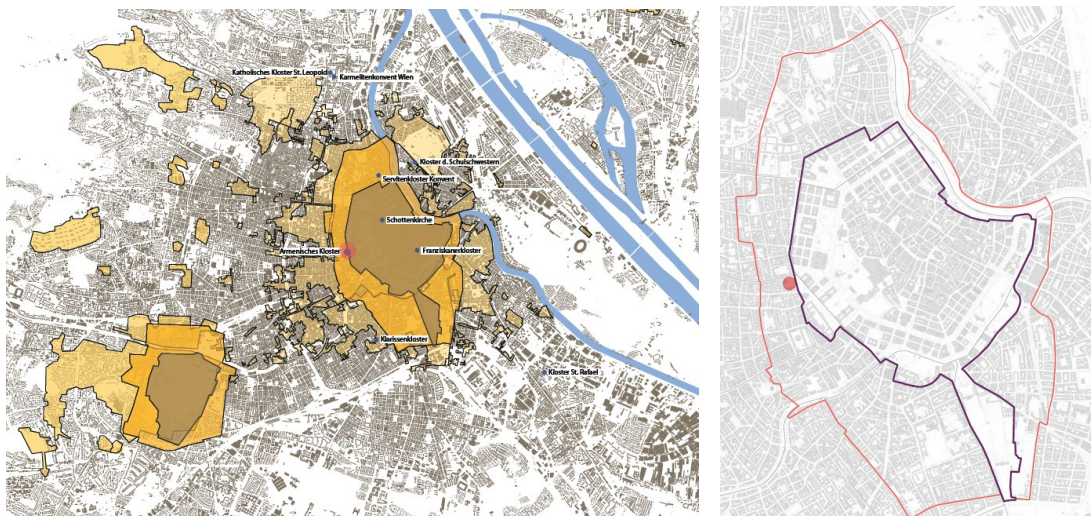 Katholisches Kloster St. Leopold
Karmelitenkonvent Wien
Kloster d. Schulschwestern
Servitenkloster Konvent
Schottenkirche
Armenisches Kloster
Franziskanerkloster
Klarissenkloster
Kloster St. Rafael